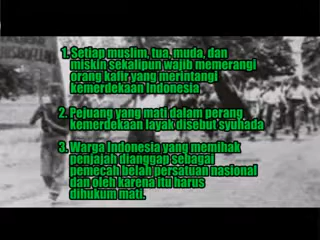 1. Setiap muslim, tua, muda, dan
miskin sekalipun wajib memerangi
orang kafir yang merintangi
kemerdekaan Indonesia.
2. Pejuang yang mati dalam perang
kemerdekaan layak disebut syuhada
3. Warga Indonesia yang memihak
penjajah dianggap sebagai
pemecah belah persatuan nasional
dan oleh karena itu harus
dihukum mati.